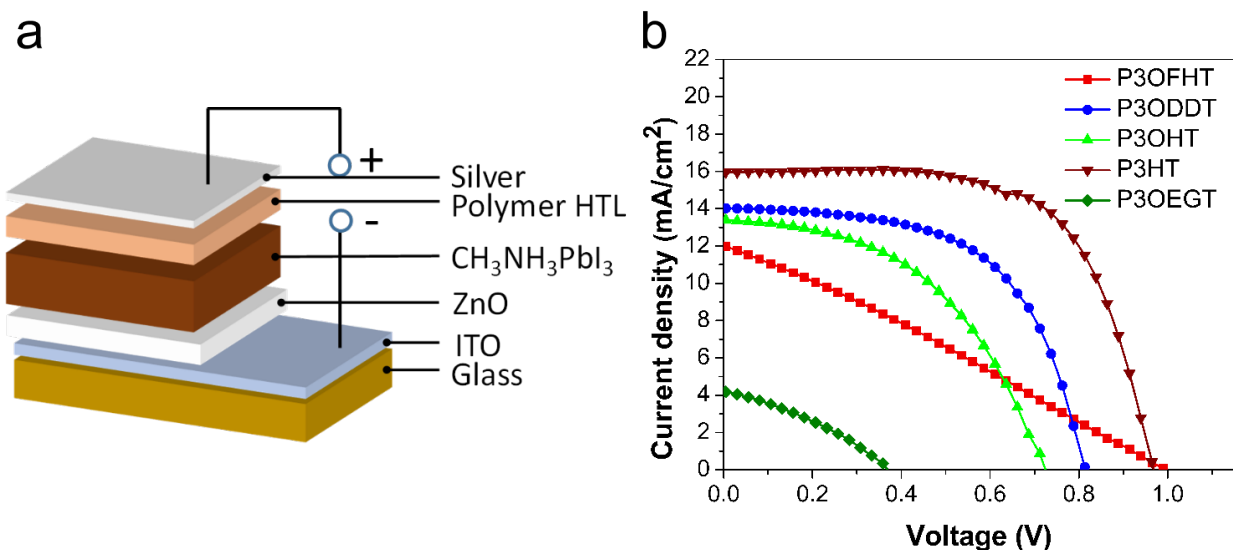 a
+
-
Silver
Polymer HTL
CH₃NH₃PbI₃
ZnO
ITO
Glass
b
Current density (mA/cm²)
22
20
18
16
14
12
10
8
6
4
2
0
P3OFHT
P3ODDT
P3OHT
P3HT
P3OEGT
0.0 0.2 0.4 0.6 0.8 1.0
Voltage (V)